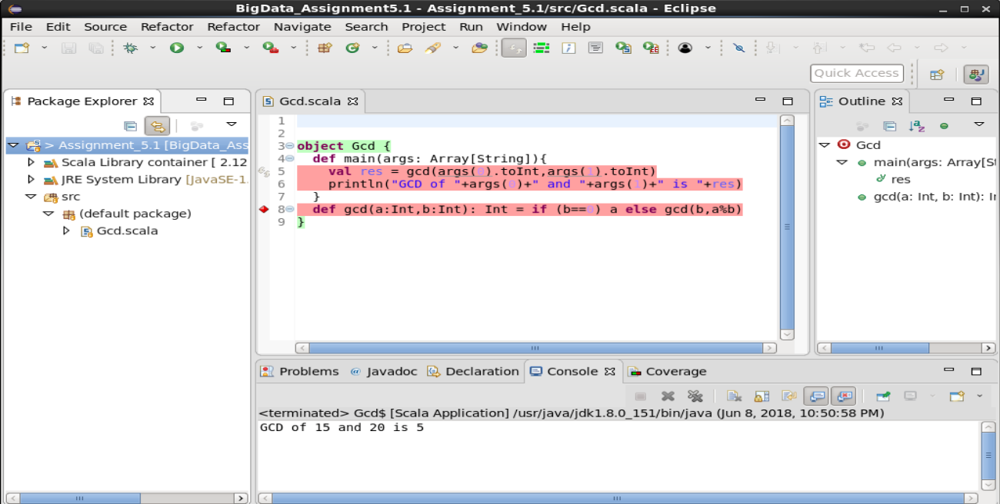 BigData_Assignment5.1 - Assignment_5.1/src/Gcd.scala - Eclipse
File Edit Source Refactor Refactor Navigate Search Project Run Window Help
Quick Access
Package Explorer
> Assignment_5.1 [BigData_Ass
Scala Library container [ 2.12
JRE System Library [JavaSE-1.
src
(default package)
Gcd.scala
Gcd.scala
1
2
3 object Gcd {
4 def main(args: Array[String]){
5 val res = gcd(args(0).toInt,args(1).toInt)
6 println("GCD of "+args(0)+" and "+args(1)+" is "+res)
7 }
8 def gcd(a:Int,b:Int): Int = if (b==0) a else gcd(b,a%b)
9 }
Outline
Gcd
main(args: Array[St
res
gcd(a: Int, b: Int): Ir
Problems Javadoc Declaration Console Coverage
<terminated> Gcd$ [Scala Application] /usr/java/jdk1.8.0_151/bin/java (Jun 8, 2018, 10:50:58 PM)
GCD of 15 and 20 is 5